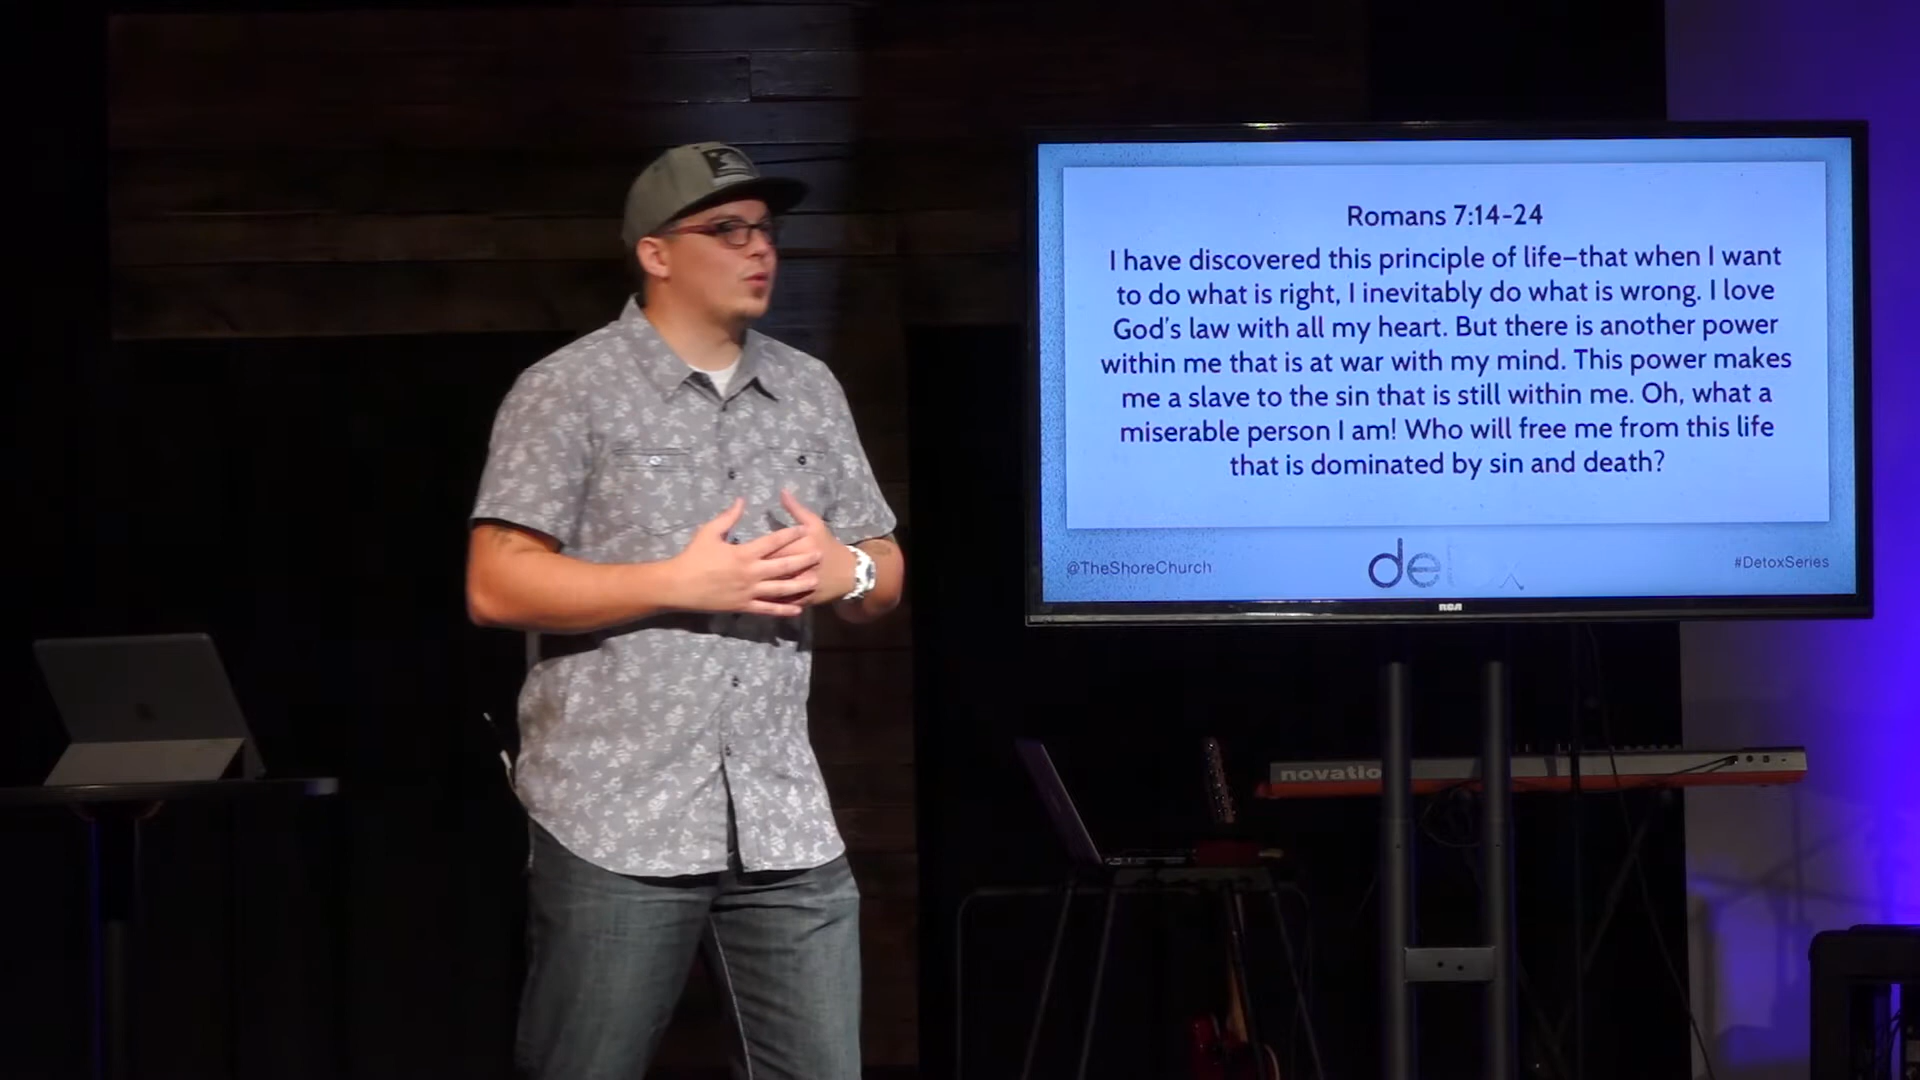 Romans 7:14-24
I have discovered this principle of life–that when I want
to do what is right, I inevitably do what is wrong. I love
God's law with all my heart. But there is another power
within me that is at war with my mind. This power makes
me a slave to the sin that is still within me. Oh, what a
miserable person I am! Who will free me from this life
that is dominated by sin and death?
@TheShoreChurch
detox
#DetoxSeries
RCA
novatio